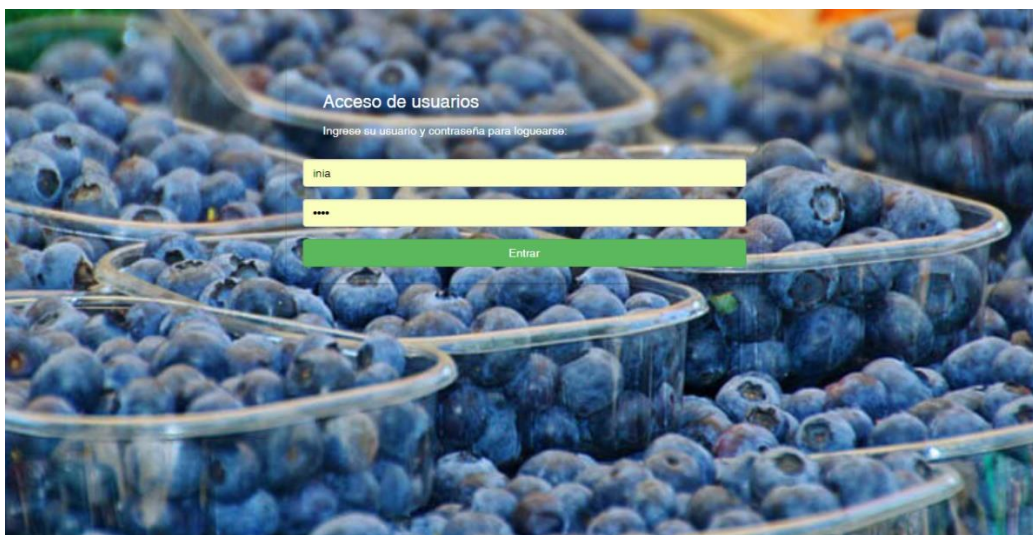 Acceso de usuarios
Ingrese su usuario y contraseña para loguearse:
inia
••••
Entrar